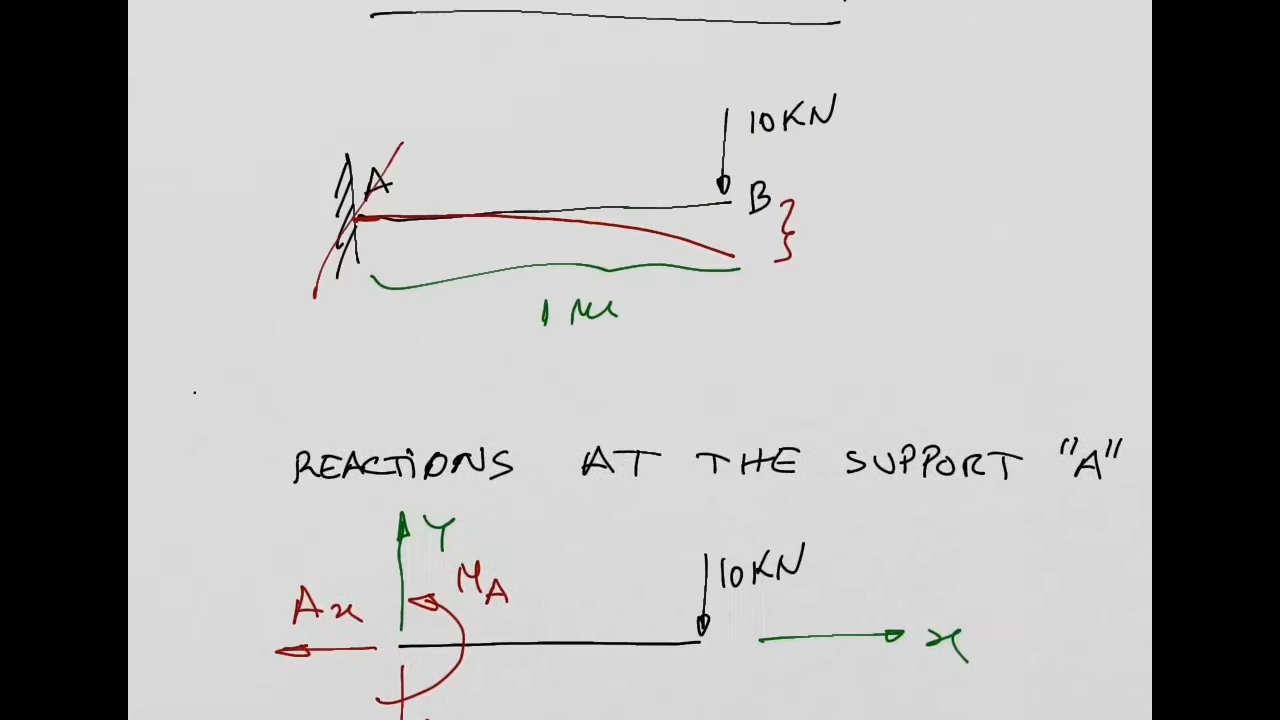 10KN
A
B
1 M
REACTIONS AT THE SUPPORT "A"
Y
MA
10KN
Ax
x